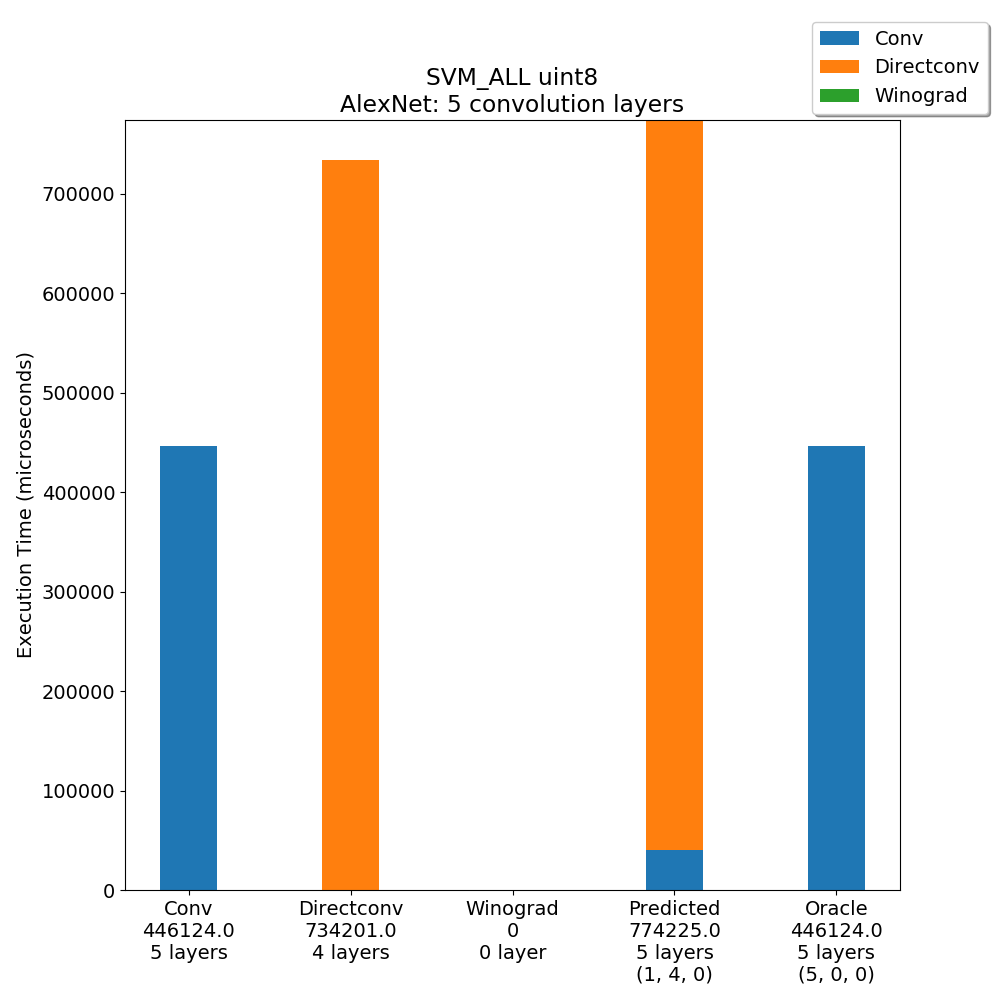 Conv
Directconv
Winograd
SVM_ALL uint8
AlexNet: 5 convolution layers
Execution Time (microseconds)
700000
600000
500000
400000
300000
200000
100000
0
Conv
446124.0
5 layers
Directconv
734201.0
4 layers
Winograd
0
0 layer
Predicted
774225.0
5 layers
(1, 4, 0)
Oracle
446124.0
5 layers
(5, 0, 0)